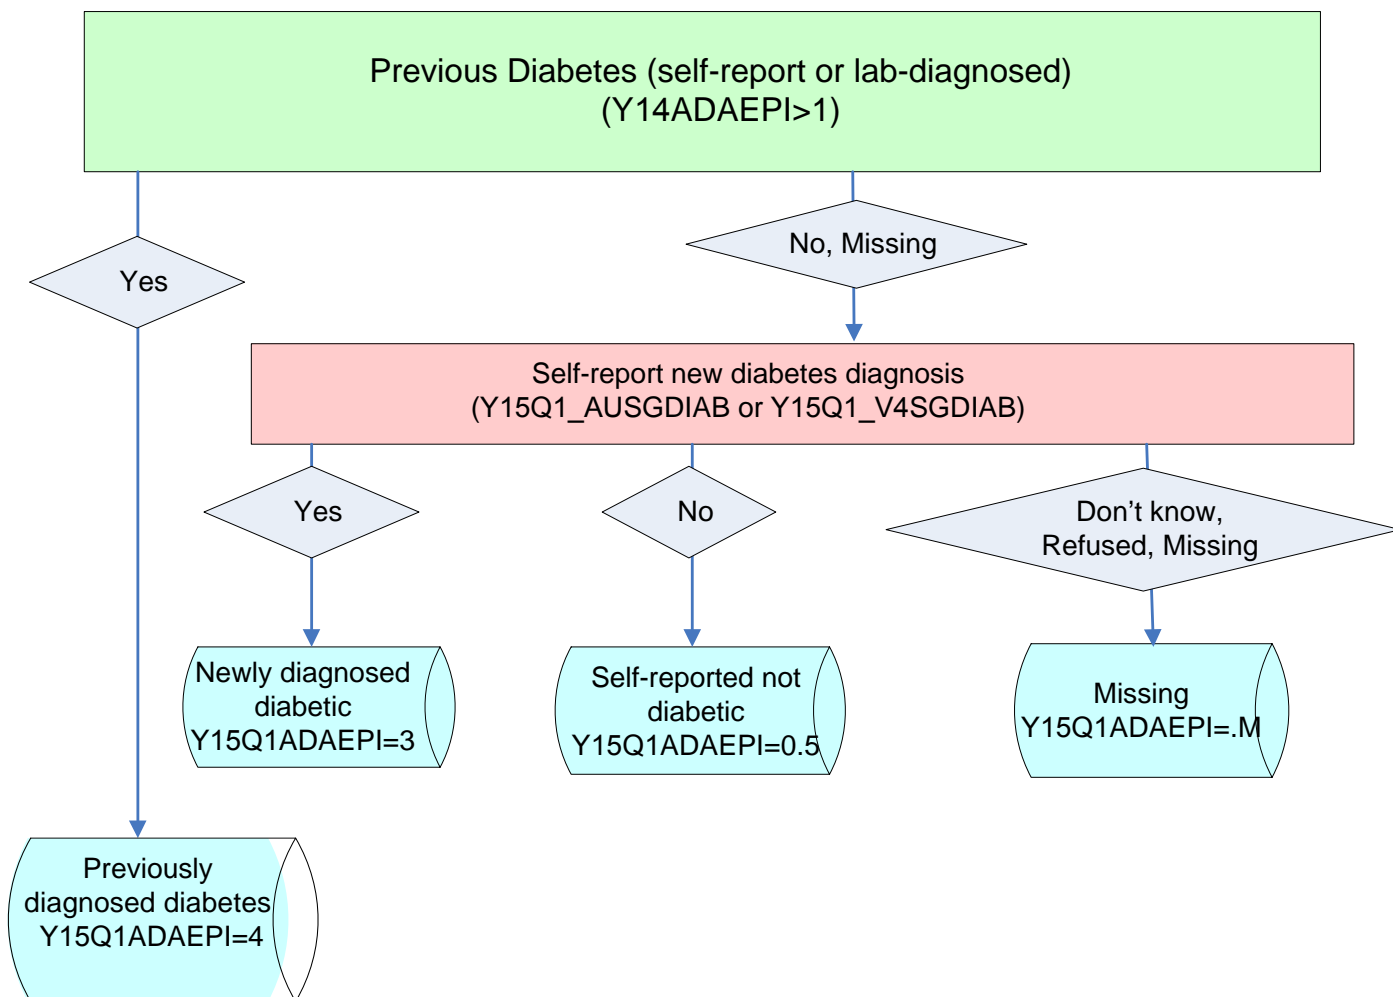 Previous Diabetes (self-report or lab-diagnosed)
(Y14ADAEPI>1)
No, Missing
Yes
Self-report new diabetes diagnosis
(Y15Q1_AUSGDIAB or Y15Q1_V4SGDIAB)
Yes
No
Don't know,
Refused, Missing
Newly diagnosed
diabetic
Y15Q1ADAEPI=3
Self-reported not
diabetic
Y15Q1ADAEPI=0.5
Missing
Y15Q1ADAEPI=.M
Previously
diagnosed diabetes
Y15Q1ADAEPI=4